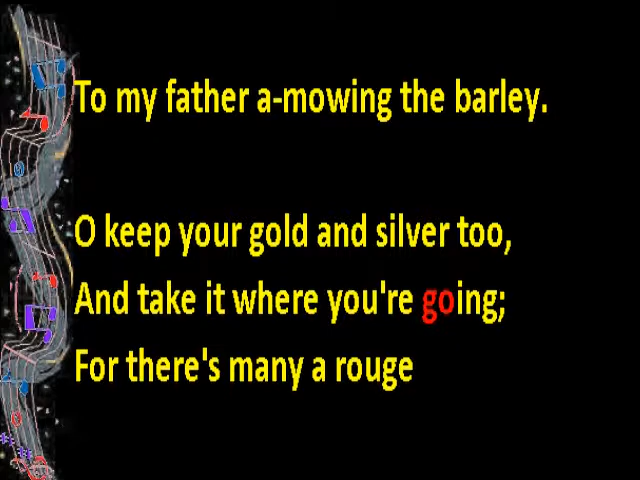 To my father a-mowing the barley.
O keep your gold and silver too,
And take it where you're going;
For there's many a rouge